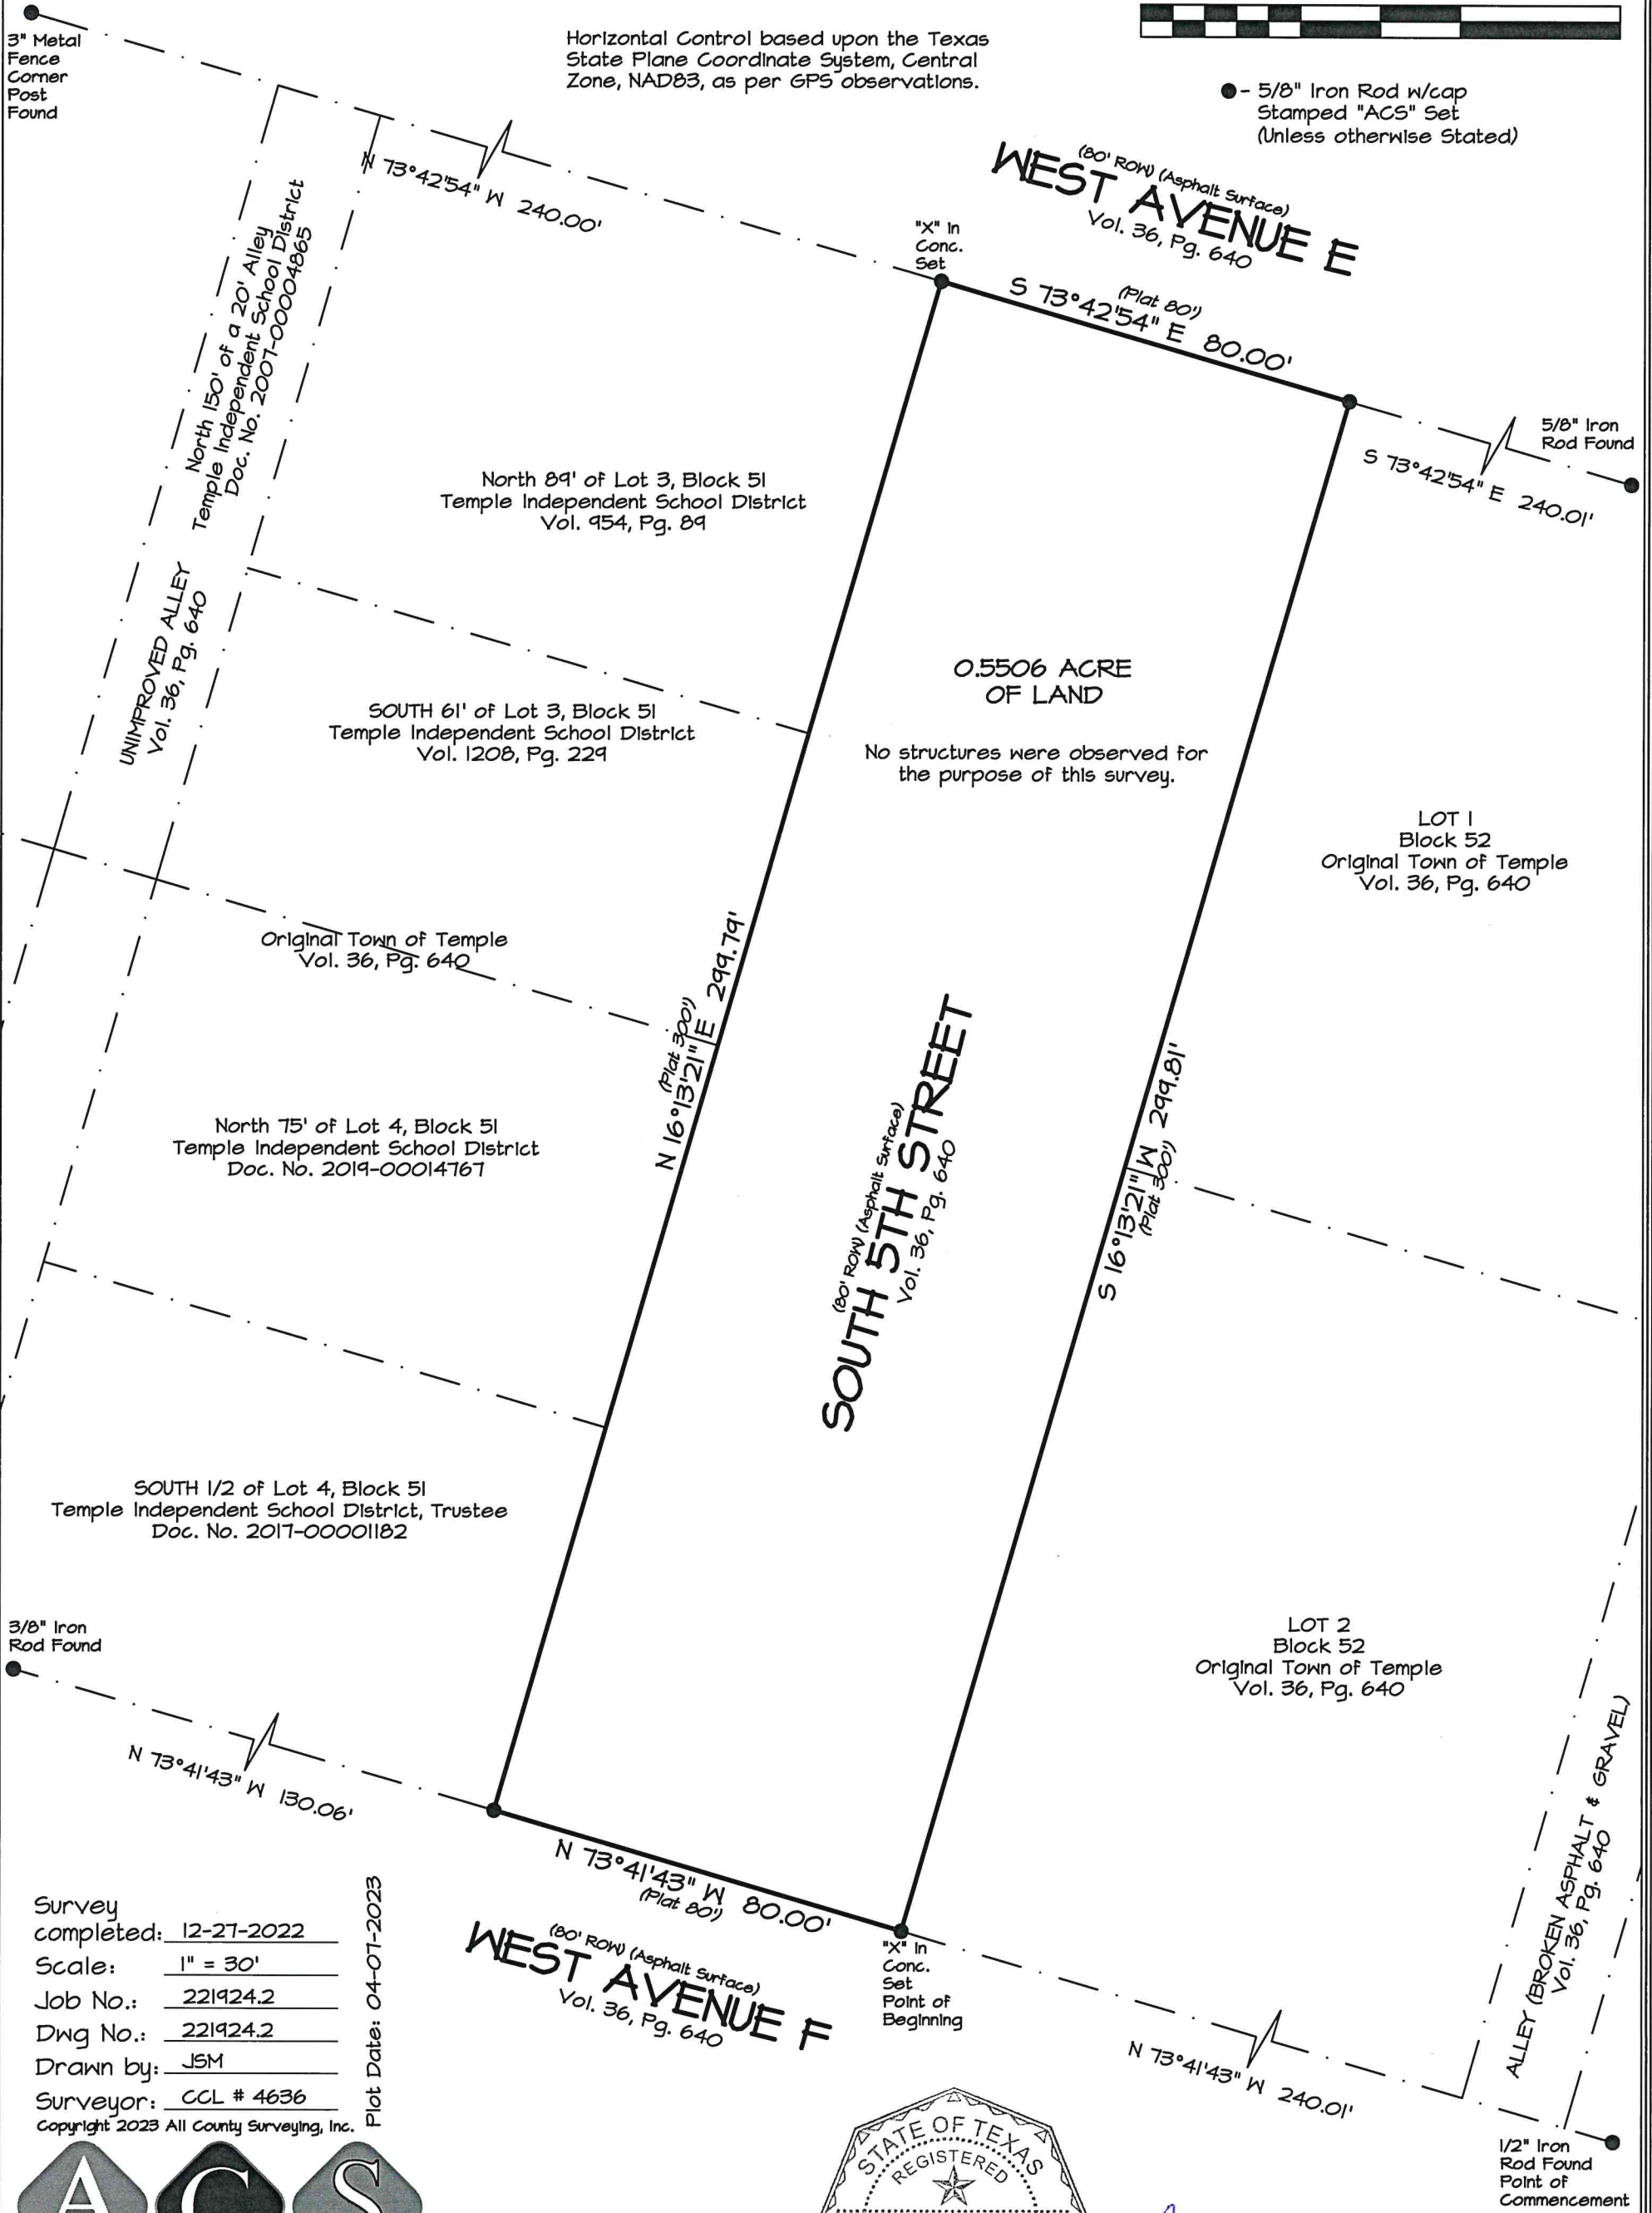 3" Metal
Fence
Corner
Post
Found
Horizontal Control based upon the Texas
State Plane Coordinate System, Central
Zone, NAD83, as per GPS observations.
- 5/8" Iron Rod w/cap
Stamped "ACS" Set
(Unless otherwise Stated)
N 73°42'54" W 240.00'
(80' ROW) (Asphalt Surface)
WEST AVENUE E
Vol. 36, Pg. 640
"X" In
Conc.
Set
(Plat 80')
S 73°42'54" E 80.00'
5/8" Iron
Rod Found
S 73°42'54" E 240.01'
North 150' of a 20' Alley
Temple Independent School District
Doc. No. 2007-00004865
UNIMPROVED ALLEY
Vol. 36, Pg. 640
North 89' of Lot 3, Block 51
Temple Independent School District
Vol. 954, Pg. 89
SOUTH 61' of Lot 3, Block 51
Temple Independent School District
Vol. 1208, Pg. 229
0.5506 ACRE
OF LAND
No structures were observed for
the purpose of this survey.
LOT 1
Block 52
Original Town of Temple
Vol. 36, Pg. 640
Original Town of Temple
Vol. 36, Pg. 640
(Plat 300')
N 16°13'21" E 299.79'
North 75' of Lot 4, Block 51
Temple Independent School District
Doc. No. 2019-00014767
(80' ROW) (Asphalt Surface)
SOUTH 5TH STREET
Vol. 36, Pg. 640
S 16°13'21" W 299.81'
(Plat 300')
SOUTH 1/2 of Lot 4, Block 51
Temple Independent School District, Trustee
Doc. No. 2017-00001182
3/8" Iron
Rod Found
N 73°41'43" W 130.06'
LOT 2
Block 52
Original Town of Temple
Vol. 36, Pg. 640
ALLEY (BROKEN ASPHALT & GRAVEL)
Vol. 36, Pg. 640
N 73°41'43" W 80.00'
(Plat 80')
(80' ROW) (Asphalt Surface)
WEST AVENUE F
Vol. 36, Pg. 640
"X" In
Conc.
Set
Point of
Beginning
N 73°41'43" W 240.01'
1/2" Iron
Rod Found
Point of
Commencement
Survey
completed: 12-27-2022
Scale: 1" = 30'
Job No.: 221924.2
Dwg No.: 221924.2
Drawn by: JSM
Surveyor: CCL # 4636
Copyright 2023 All County Surveying, Inc.
Plot Date: 04-07-2023
A C S
STATE OF TEXAS
REGISTERED